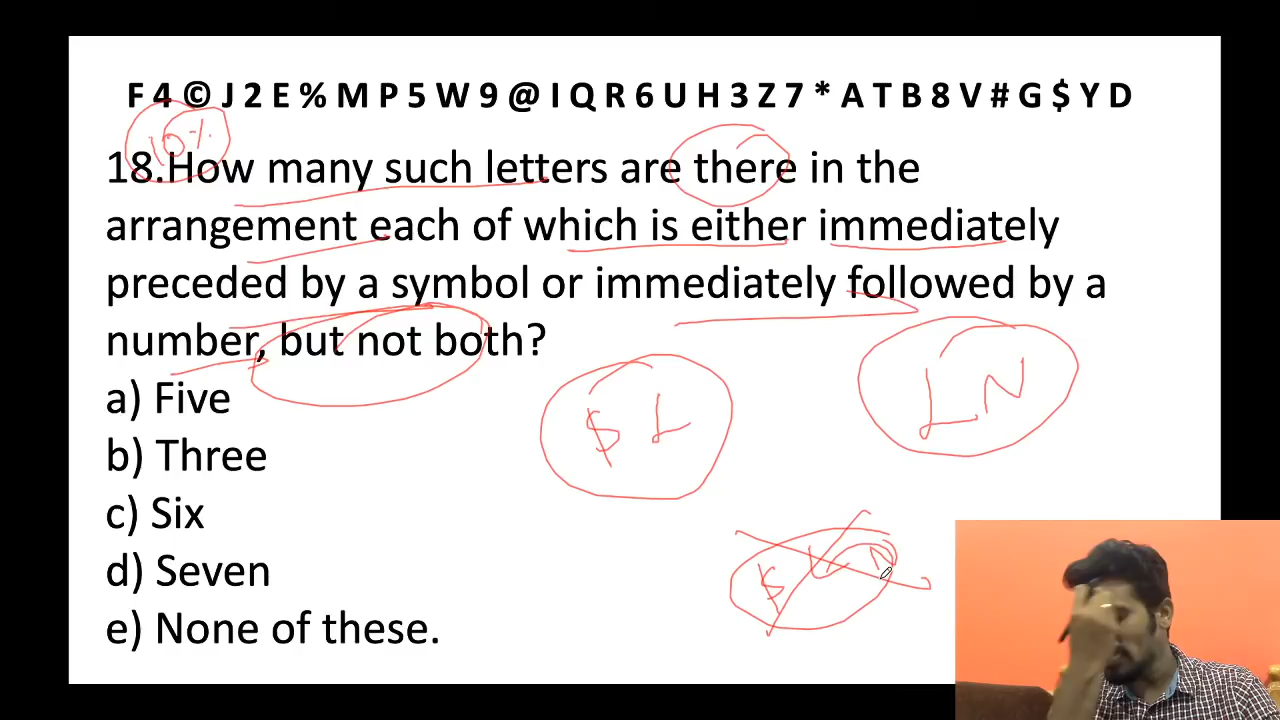 F 4 © J 2 E % M P 5 W 9 @ I Q R 6 U H 3 Z 7 * A T B 8 V # G $ Y D
10%
18.How many such letters are there in the
arrangement each of which is either immediately
preceded by a symbol or immediately followed by a
number, but not both?
a) Five
$ L
L N
b) Three
c) Six
d) Seven
$ L N
e) None of these.